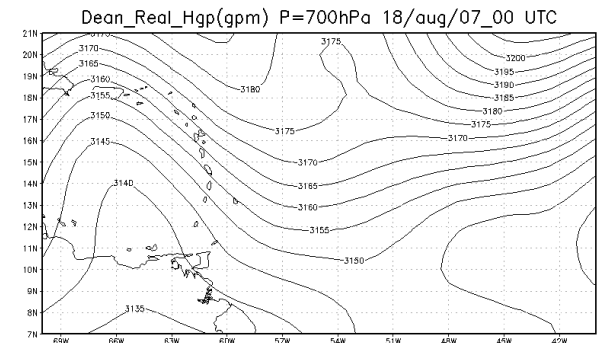 Dean_Real_Hgp(gpm) P=700hPa 18/aug/07_00 UTC
21N
20N
19N
18N
17N
16N
15N
14N
13N
12N
11N
10N
9N
8N
7N
3175
3170
3165
3160
3155
3150
3145
3140
3135
3180
3175
3175
3170
3165
3160
3155
3150
3200
3195
3190
3185
3180
3175
3170
69W 66W 63W 60W 57W 54W 51W 48W 45W 42W